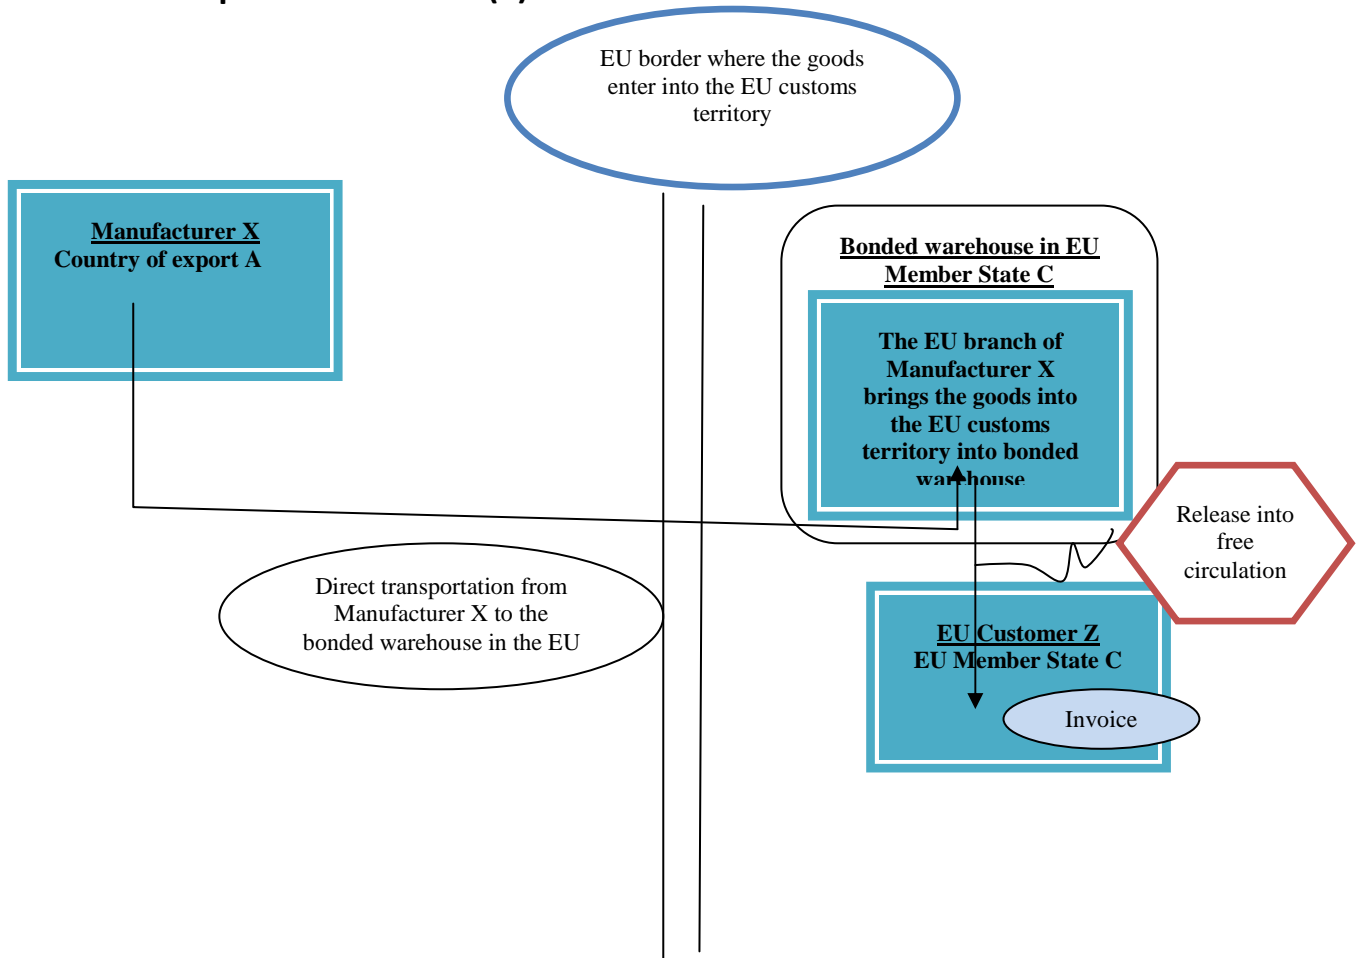 EU border where the goods
enter into the EU customs
territory
Manufacturer X
Country of export A
Bonded warehouse in EU
Member State C
The EU branch of
Manufacturer X
brings the goods into
the EU customs
territory into bonded
warehouse
Release into
free
circulation
Direct transportation from
Manufacturer X to the
bonded warehouse in the EU
EU Customer Z
EU Member State C
Invoice